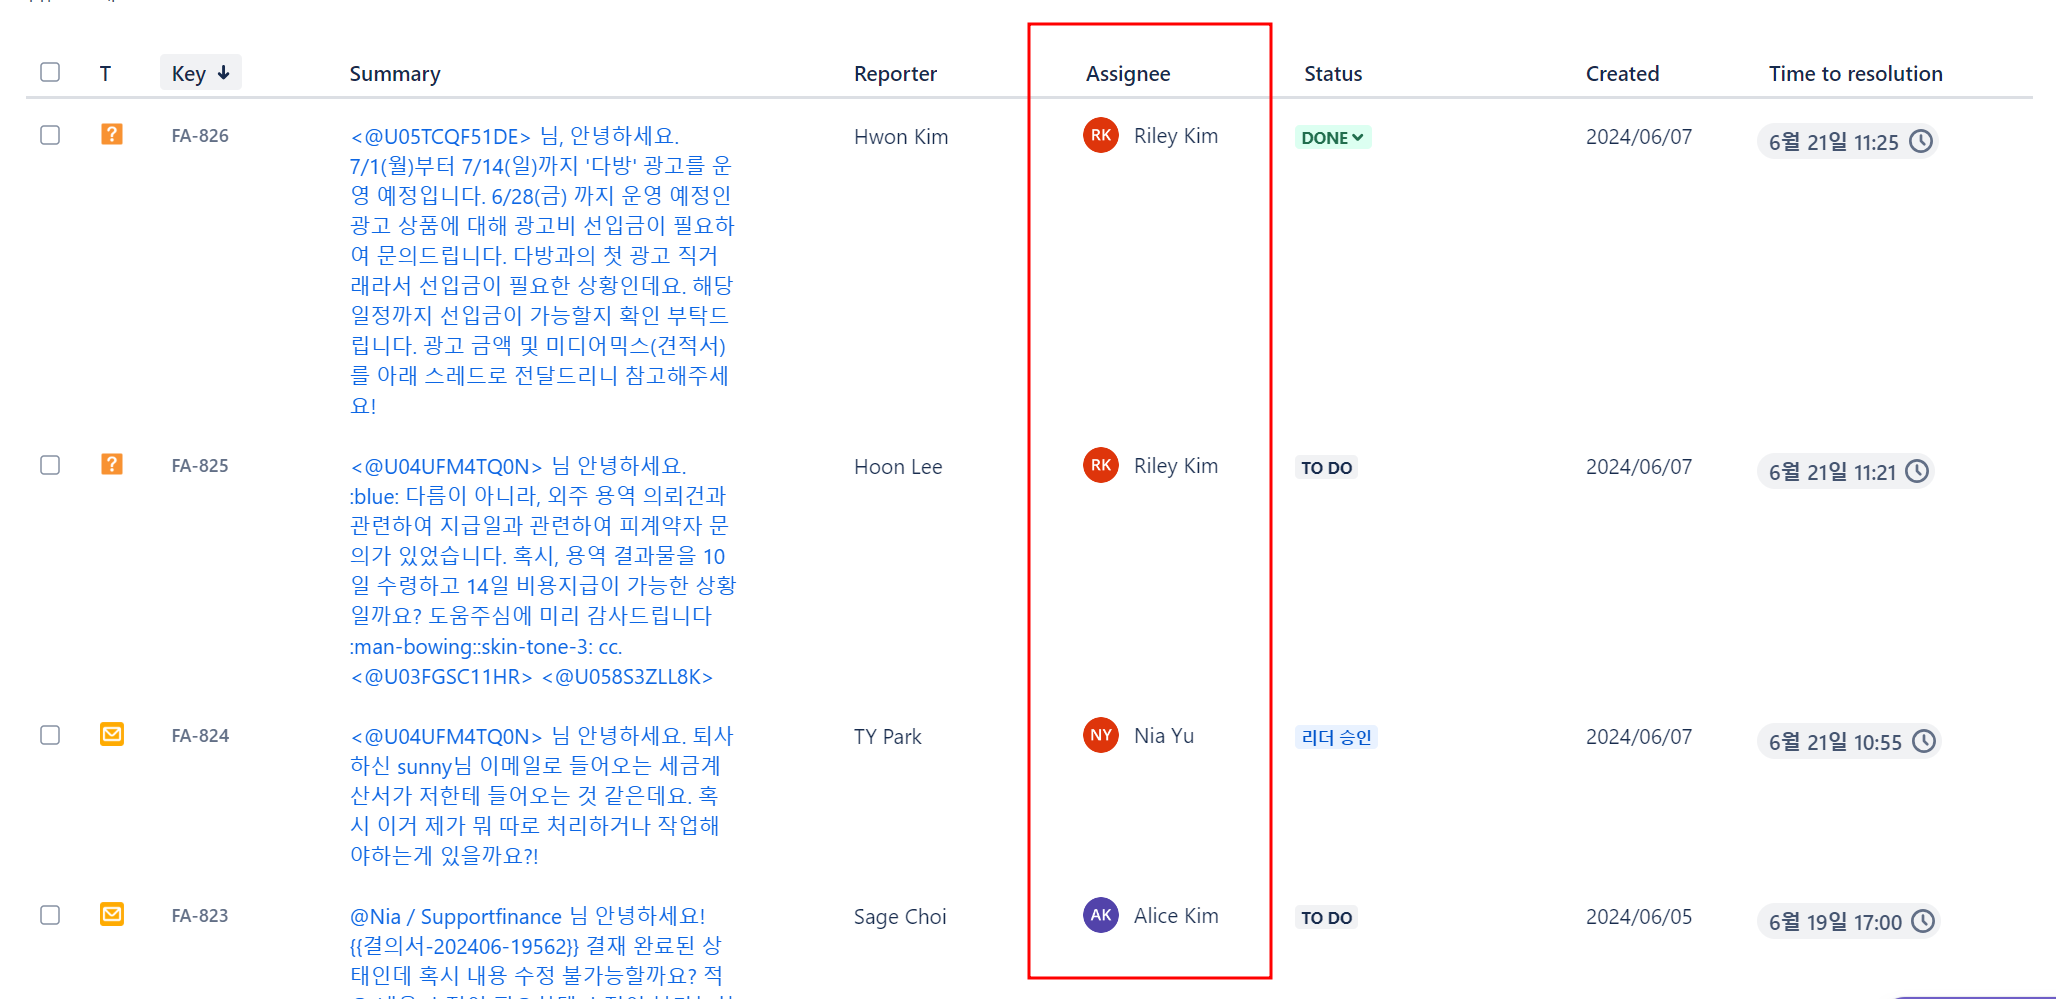 T Key ↓ Summary Reporter Assignee Status Created Time to resolution
? FA-826 <@U05TCQF51DE> 님, 안녕하세요. Hwon Kim RK Riley Kim DONE 2024/06/07 6월 21일 11:25
7/1(월)부터 7/14(일)까지 '다방' 광고를 운
영 예정입니다. 6/28(금) 까지 운영 예정인
광고 상품에 대해 광고비 선입금이 필요하
여 문의드립니다. 다방과의 첫 광고 직거
래라서 선입금이 필요한 상황인데요. 해당
일정까지 선입금이 가능할지 확인 부탁드
립니다. 광고 금액 및 미디어믹스(견적서)
를 아래 스레드로 전달드리니 참고해주세
요!
? FA-825 <@U04UFM4TQ0N> 님 안녕하세요. Hoon Lee RK Riley Kim TO DO 2024/06/07 6월 21일 11:21
:blue: 다름이 아니라, 외주 용역 의뢰건과
관련하여 지급일과 관련하여 피계약자 문
의가 있었습니다. 혹시, 용역 결과물을 10
일 수령하고 14일 비용지급이 가능한 상황
일까요? 도움주심에 미리 감사드립니다
:man-bowing::skin-tone-3: cc.
<@U03FGSC11HR> <@U058S3ZLL8K>
FA-824 <@U04UFM4TQ0N> 님 안녕하세요. 퇴사 TY Park NY Nia Yu 리더 승인 2024/06/07 6월 21일 10:55
하신 sunny님 이메일로 들어오는 세금계
산서가 저한테 들어오는 것 같은데요. 혹
시 이거 제가 뭐 따로 처리하거나 작업해
야하는게 있을까요?!
FA-823 @Nia / Supportfinance 님 안녕하세요! Sage Choi AK Alice Kim TO DO 2024/06/05 6월 19일 17:00
{{결의서-202406-19562}} 결재 완료된 상
태인데 혹시 내용 수정 불가능할까요? 적